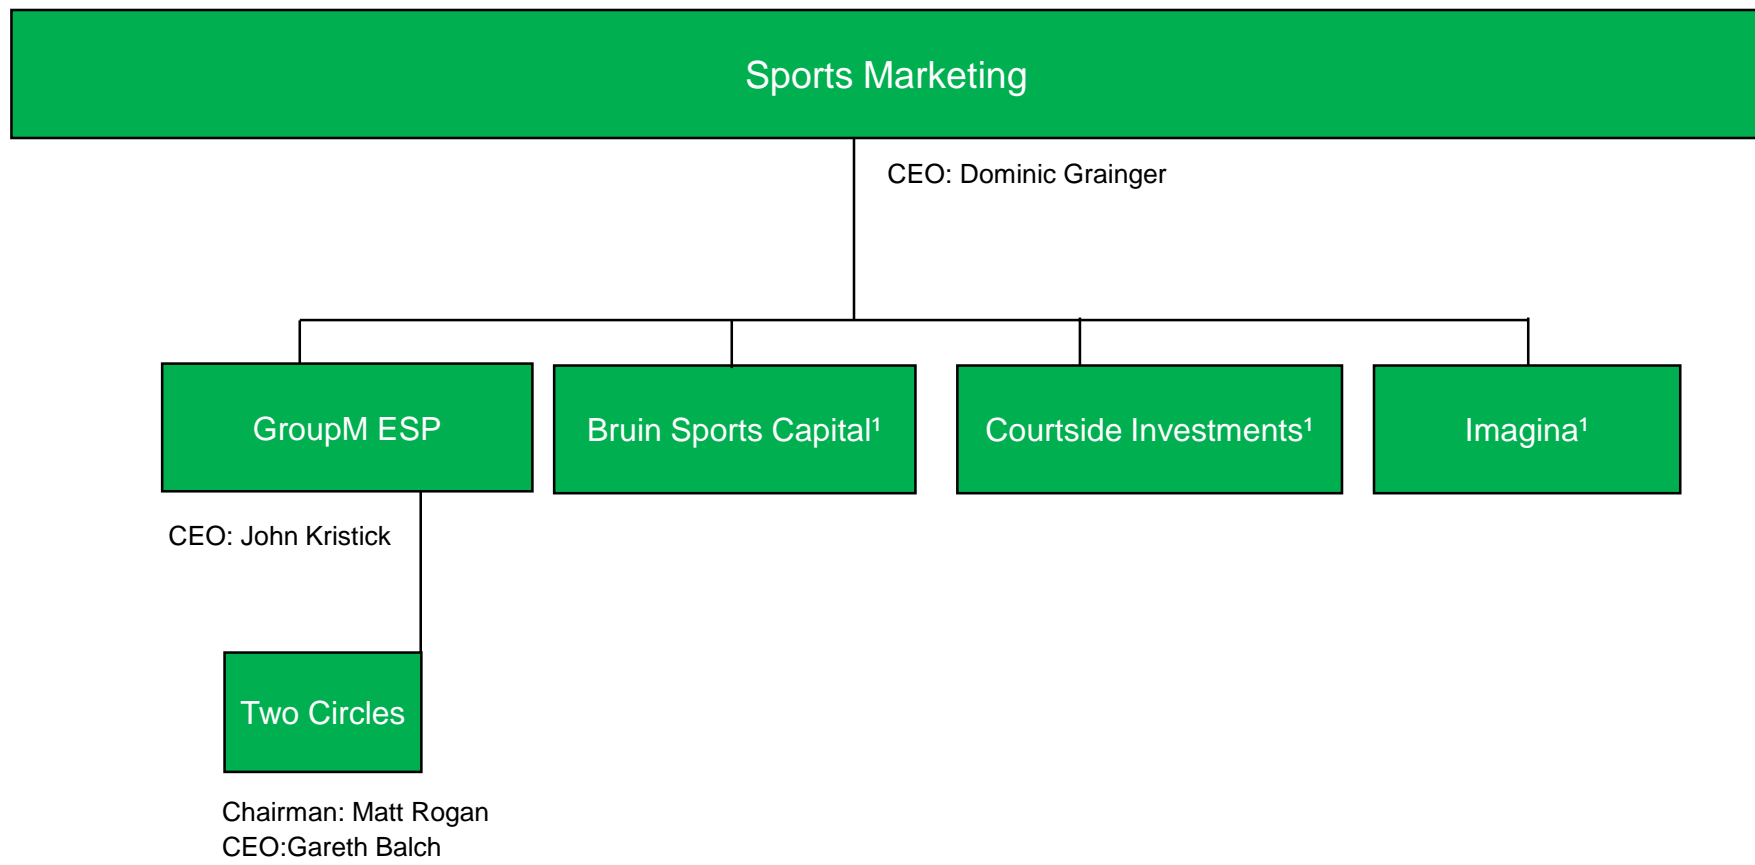 Sports Marketing
CEO: Dominic Grainger
GroupM ESP
Bruin Sports Capital¹
Courtside Investments¹
Imagina¹
CEO: John Kristick
Two Circles
Chairman: Matt Rogan
CEO:Gareth Balch